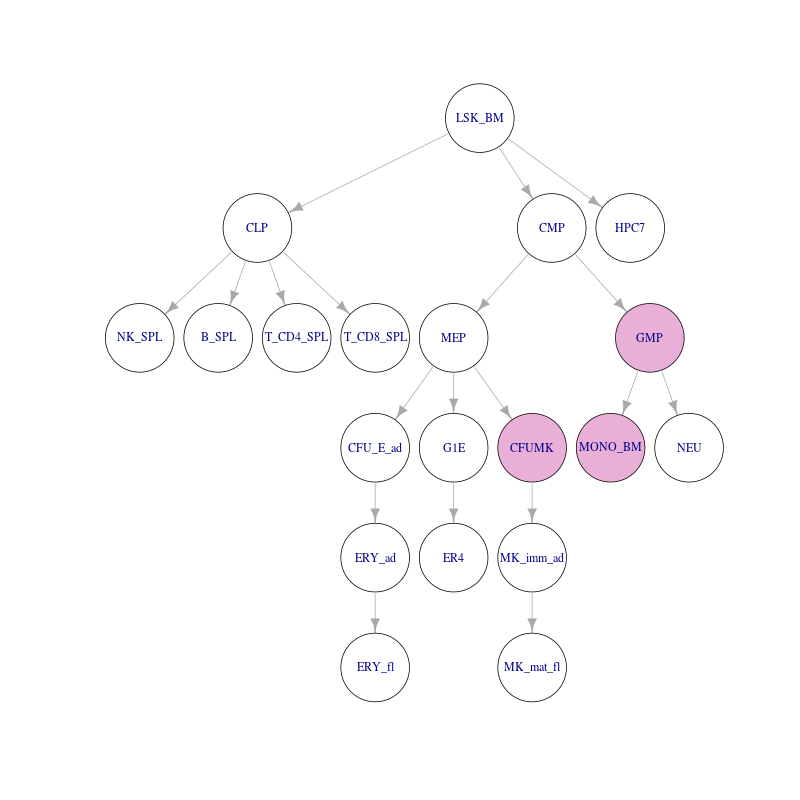 LSK_BM
CLP
CMP
HPC7
NK_SPL
B_SPL
T_CD4_SPL
T_CD8_SPL
MEP
GMP
CFU_E_ad
G1E
CFUMK
MONO_BM
NEU
ERY_ad
ER4
MK_imm_ad
ERY_fl
MK_mat_fl